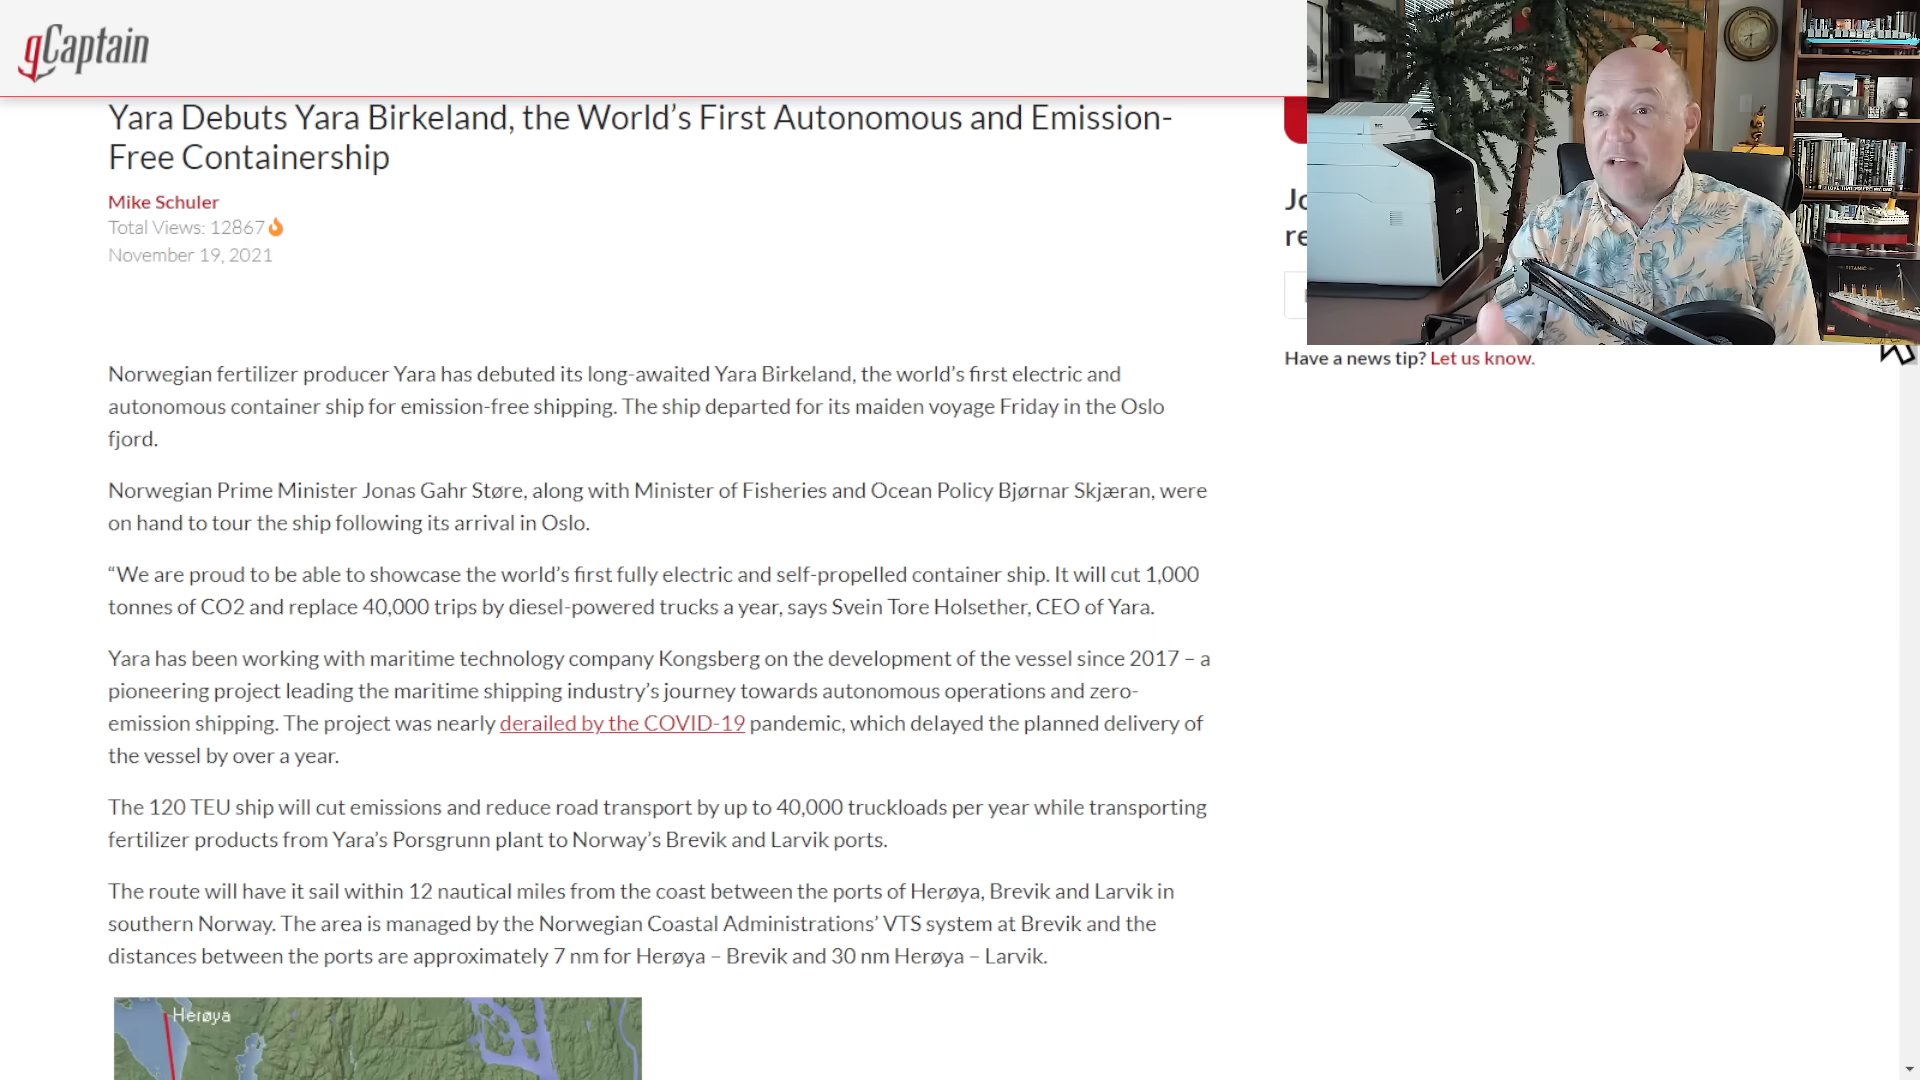 gCaptain
Yara Debuts Yara Birkeland, the World’s First Autonomous and Emission-
Free Containership
Mike Schuler
Total Views: 12867
November 19, 2021
Norwegian fertilizer producer Yara has debuted its long-awaited Yara Birkeland, the world’s first electric and
autonomous container ship for emission-free shipping. The ship departed for its maiden voyage Friday in the Oslo
fjord.
Norwegian Prime Minister Jonas Gahr Støre, along with Minister of Fisheries and Ocean Policy Bjørnar Skjæran, were
on hand to tour the ship following its arrival in Oslo.
“We are proud to be able to showcase the world’s first fully electric and self-propelled container ship. It will cut 1,000
tonnes of CO2 and replace 40,000 trips by diesel-powered trucks a year, says Svein Tore Holsether, CEO of Yara.
Yara has been working with maritime technology company Kongsberg on the development of the vessel since 2017 – a
pioneering project leading the maritime shipping industry’s journey towards autonomous operations and zero-
emission shipping. The project was nearly derailed by the COVID-19 pandemic, which delayed the planned delivery of
the vessel by over a year.
The 120 TEU ship will cut emissions and reduce road transport by up to 40,000 truckloads per year while transporting
fertilizer products from Yara’s Porsgrunn plant to Norway’s Brevik and Larvik ports.
The route will have it sail within 12 nautical miles from the coast between the ports of Herøya, Brevik and Larvik in
southern Norway. The area is managed by the Norwegian Coastal Administrations’ VTS system at Brevik and the
distances between the ports are approximately 7 nm for Herøya – Brevik and 30 nm Herøya – Larvik.
Herøya
Jo
re
Have a news tip? Let us know.
TITANIC